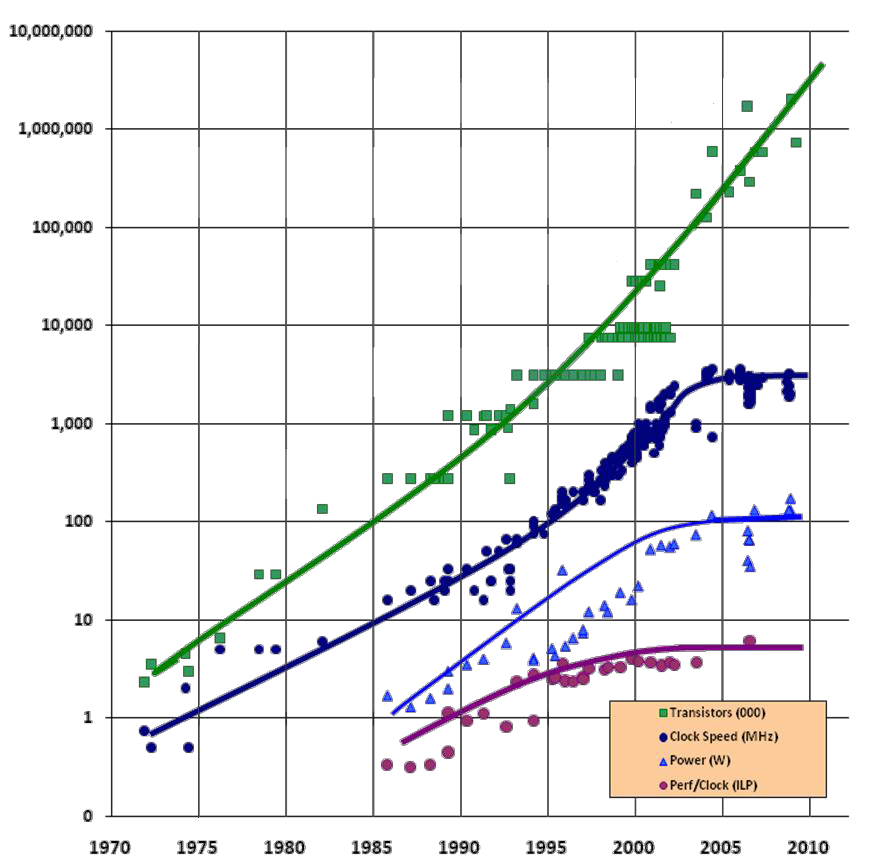 10,000,000
1,000,000
100,000
10,000
1,000
100
10
1
0
1970 1975 1980 1985 1990 1995 2000 2005 2010
Transistors (000)
Clock Speed (MHz)
Power (W)
Perf/Clock (ILP)